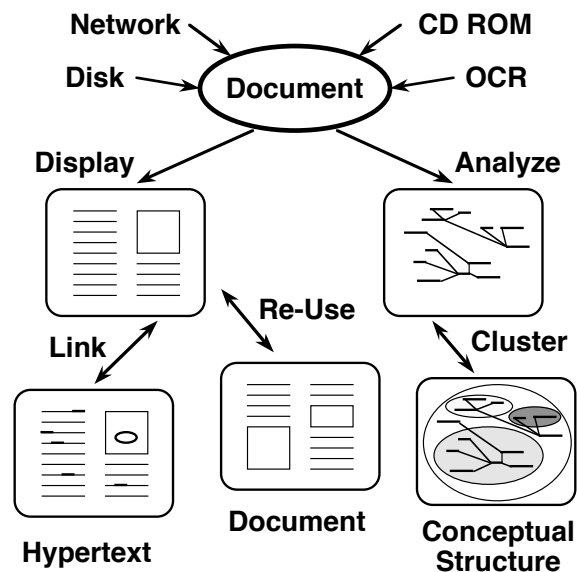 Network
CD ROM
Disk
Document
OCR
Display
Analyze
Link
Re-Use
Cluster
Hypertext
Document
Conceptual
Structure